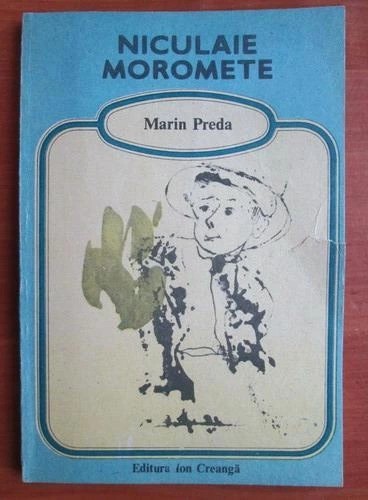 NICULAIE
MOROMETE
Marin Preda
Editura Ion Creangă